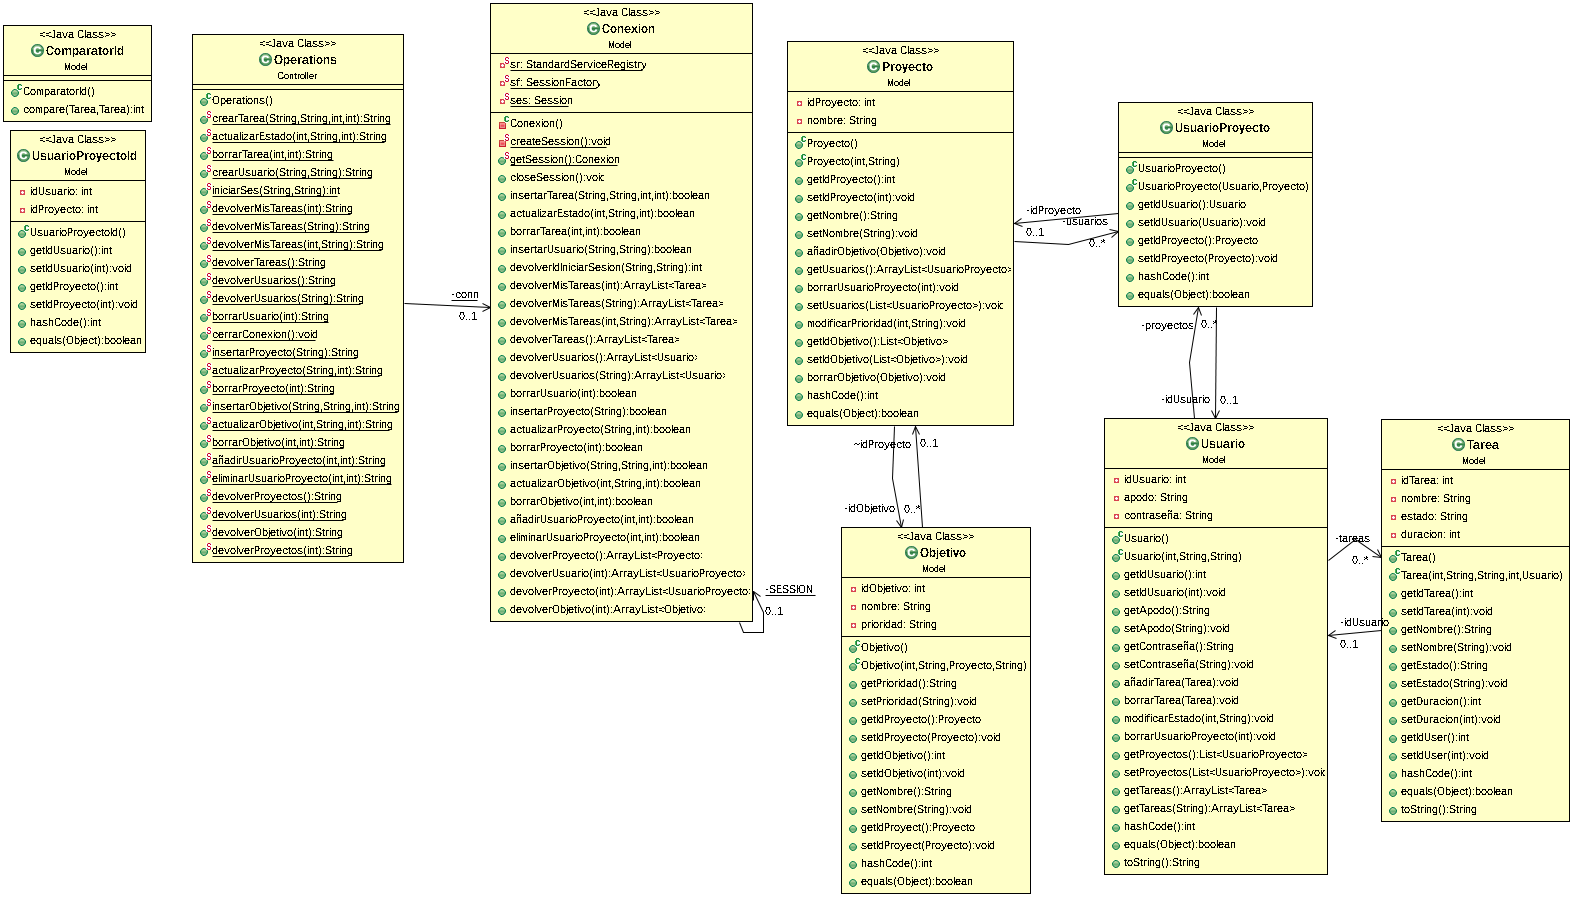 <<Java Class>>
ComparatorId
Model
ComparatorId()
compare(Tarea,Tarea):int
<<Java Class>>
UsuarioProyectoId
Model
idUsuario: int
idProyecto: int
UsuarioProyectoId()
getIdUsuario():int
setIdUsuario(int):void
getIdProyecto():int
setIdProyecto(int):void
hashCode():int
equals(Object):boolean
<<Java Class>>
Operations
Controller
Operations()
crearTarea(String,String,int,int):String
actualizarEstado(int,String,int):String
borrarTarea(int,int):String
crearUsuario(String,String):String
iniciarSes(String,String):int
devolverMisTareas(int):String
devolverMisTareas(String):String
devolverMisTareas(int,String):String
devolverTareas():String
devolverUsuarios():String
devolverUsuarios(String):String
borrarUsuario(int):String
cerrarConexion():void
insertarProyecto(String):String
actualizarProyecto(String,int):String
borrarProyecto(int):String
insertarObjetivo(String,String,int):String
actualizarObjetivo(int,String,int):String
borrarObjetivo(int,int):String
añadirUsuarioProyecto(int,int):String
eliminarUsuarioProyecto(int,int):String
devolverProyectos():String
devolverUsuarios(int):String
devolverObjetivo(int):String
devolverProyectos(int):String
-conn
0..1
<<Java Class>>
Conexion
Model
sr: StandardServiceRegistry
sf: SessionFactory
ses: Session
Conexion()
createSession():void
getSession():Conexion
closeSession():void
insertarTarea(String,String,int,int):boolean
actualizarEstado(int,String,int):boolean
borrarTarea(int,int):boolean
insertarUsuario(String,String):boolean
devolverIdIniciarSesion(String,String):int
devolverMisTareas(int):ArrayList<Tarea>
devolverMisTareas(String):ArrayList<Tarea>
devolverMisTareas(int,String):ArrayList<Tarea>
devolverTareas():ArrayList<Tarea>
devolverUsuarios():ArrayList<Usuario>
devolverUsuarios(String):ArrayList<Usuario>
borrarUsuario(int):boolean
insertarProyecto(String):boolean
actualizarProyecto(String,int):boolean
borrarProyecto(int):boolean
insertarObjetivo(String,String,int):boolean
actualizarObjetivo(int,String,int):boolean
borrarObjetivo(int,int):boolean
añadirUsuarioProyecto(int,int):boolean
eliminarUsuarioProyecto(int,int):boolean
devolverProyecto():ArrayList<Proyecto>
devolverUsuario(int):ArrayList<UsuarioProyecto>
devolverProyecto(int):ArrayList<UsuarioProyecto>
devolverObjetivo(int):ArrayList<Objetivo>
-SESSION
0..1
<<Java Class>>
Proyecto
Model
idProyecto: int
nombre: String
Proyecto()
Proyecto(int,String)
getIdProyecto():int
setIdProyecto(int):void
getNombre():String
setNombre(String):void
añadirObjetivo(Objetivo):void
getUsuarios():ArrayList<UsuarioProyecto>
borrarUsuarioProyecto(int):void
setUsuarios(List<UsuarioProyecto>):void
modificarPrioridad(int,String):void
getIdObjetivo():List<Objetivo>
setIdObjetivo(List<Objetivo>):void
borrarObjetivo(Objetivo):void
hashCode():int
equals(Object):boolean
-idProyecto
0..1
-usuarios
0..*
~idProyecto
0..1
-idObjetivo
0..*
<<Java Class>>
Objetivo
Model
idObjetivo: int
nombre: String
prioridad: String
Objetivo()
Objetivo(int,String,Proyecto,String)
getPrioridad():String
setPrioridad(String):void
getIdProyecto():Proyecto
setIdProyecto(Proyecto):void
getIdObjetivo():int
setIdObjetivo(int):void
getNombre():String
setNombre(String):void
getIdProyect():Proyecto
setIdProyect(Proyecto):void
hashCode():int
equals(Object):boolean
<<Java Class>>
UsuarioProyecto
Model
UsuarioProyecto()
UsuarioProyecto(Usuario,Proyecto)
getIdUsuario():Usuario
setIdUsuario(Usuario):void
getIdProyecto():Proyecto
setIdProyecto(Proyecto):void
hashCode():int
equals(Object):boolean
-proyectos
0..*
-idUsuario
0..1
<<Java Class>>
Usuario
Model
idUsuario: int
apodo: String
contraseña: String
Usuario()
Usuario(int,String,String)
getIdUsuario():int
setIdUsuario(int):void
getApodo():String
setApodo(String):void
getContraseña():String
setContraseña(String):void
añadirTarea(Tarea):void
borrarTarea(Tarea):void
modificarEstado(int,String):void
borrarUsuarioProyecto(int):void
getProyectos():List<UsuarioProyecto>
setProyectos(List<UsuarioProyecto>):void
getTareas():ArrayList<Tarea>
getTareas(String):ArrayList<Tarea>
hashCode():int
equals(Object):boolean
toString():String
-tareas
0..*
-idUsuario
0..1
<<Java Class>>
Tarea
Model
idTarea: int
nombre: String
estado: String
duracion: int
Tarea()
Tarea(int,String,String,int,Usuario)
getIdTarea():int
setIdTarea(int):void
getNombre():String
setNombre(String):void
getEstado():String
setEstado(String):void
getDuracion():int
setDuracion(int):void
getIdUser():int
setIdUser(int):void
hashCode():int
equals(Object):boolean
toString():String